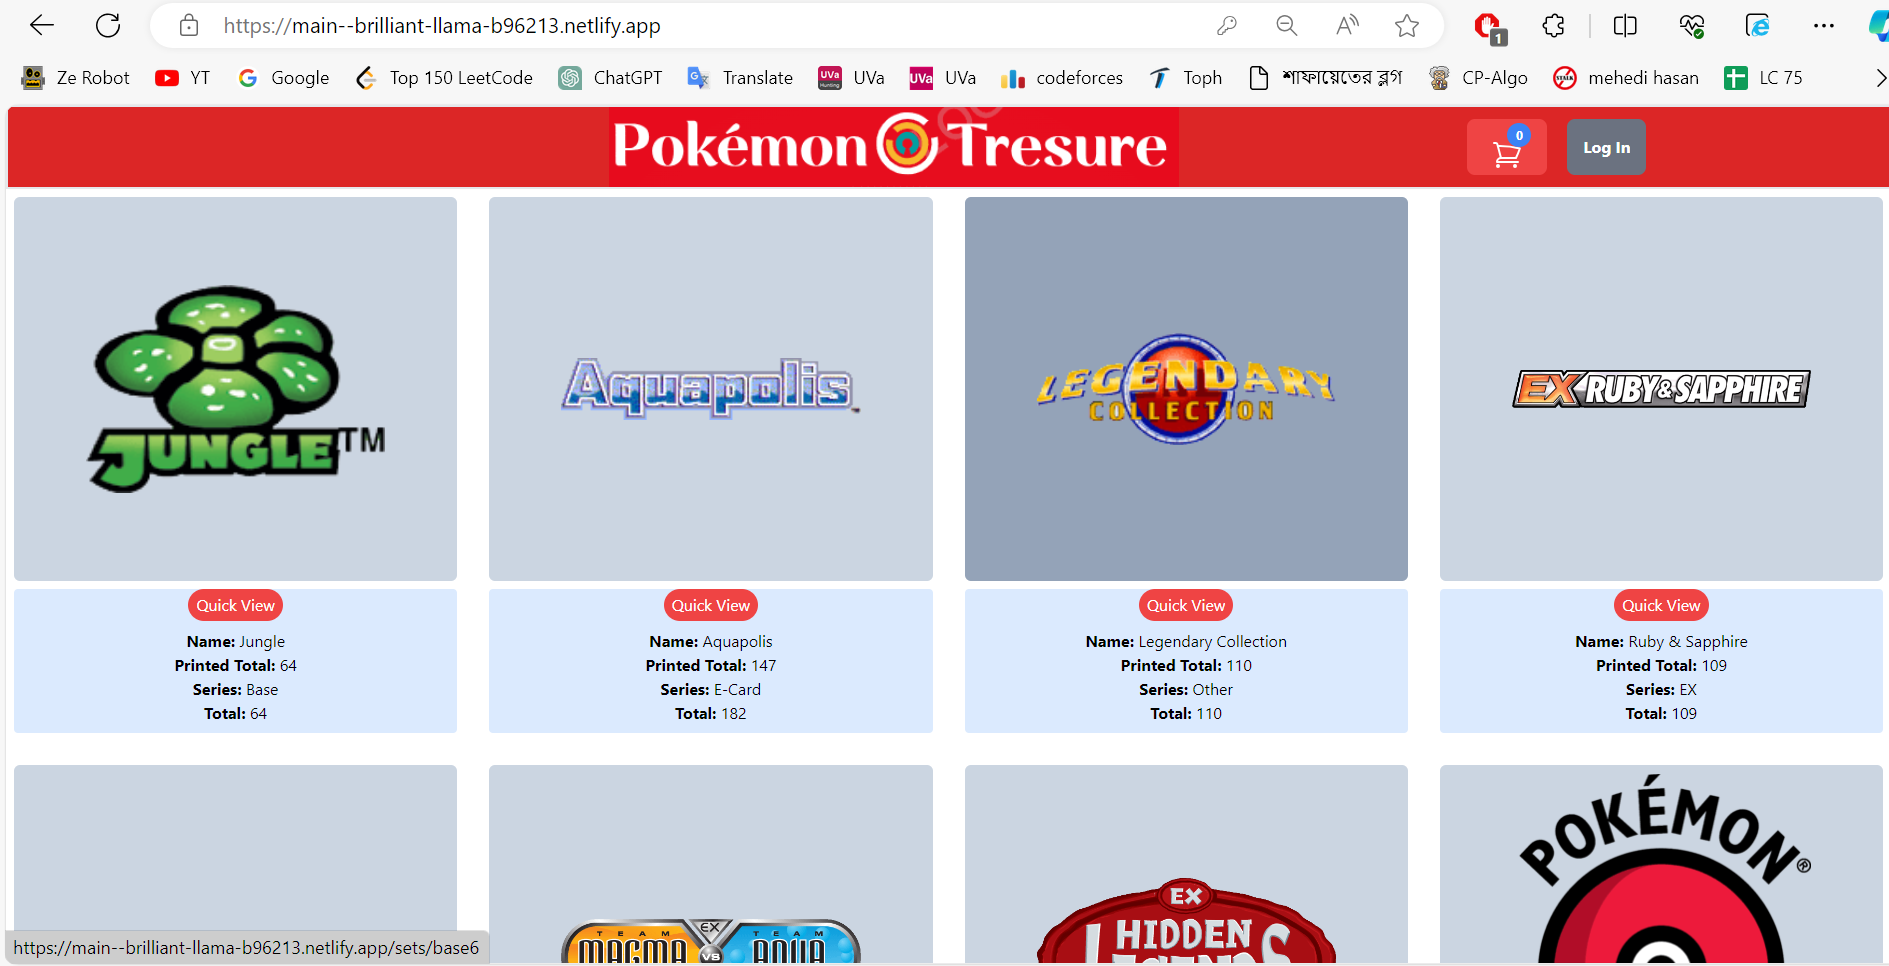 https://main--brilliant-llama-b96213.netlify.app
1
Ze Robot YT Google Top 150 LeetCode ChatGPT Translate UVa UVa codeforces Toph শাফায়েতের ব্লগ CP-Algo mehedi hasan LC 75
Pokémon Tresure
0
Log In
JUNGLE™
Aquapolis™
LEGENDARY
COLLECTION
EX RUBY & SAPPHIRE
Quick View
Name: Jungle
Printed Total: 64
Series: Base
Total: 64
Quick View
Name: Aquapolis
Printed Total: 147
Series: E-Card
Total: 182
Quick View
Name: Legendary Collection
Printed Total: 110
Series: Other
Total: 110
Quick View
Name: Ruby & Sapphire
Printed Total: 109
Series: EX
Total: 109
EX
TEAM TEAM
MAGMA VS AQUA
EX
HIDDEN
LEGENDS
POKÉMON®
https://main--brilliant-llama-b96213.netlify.app/sets/base6